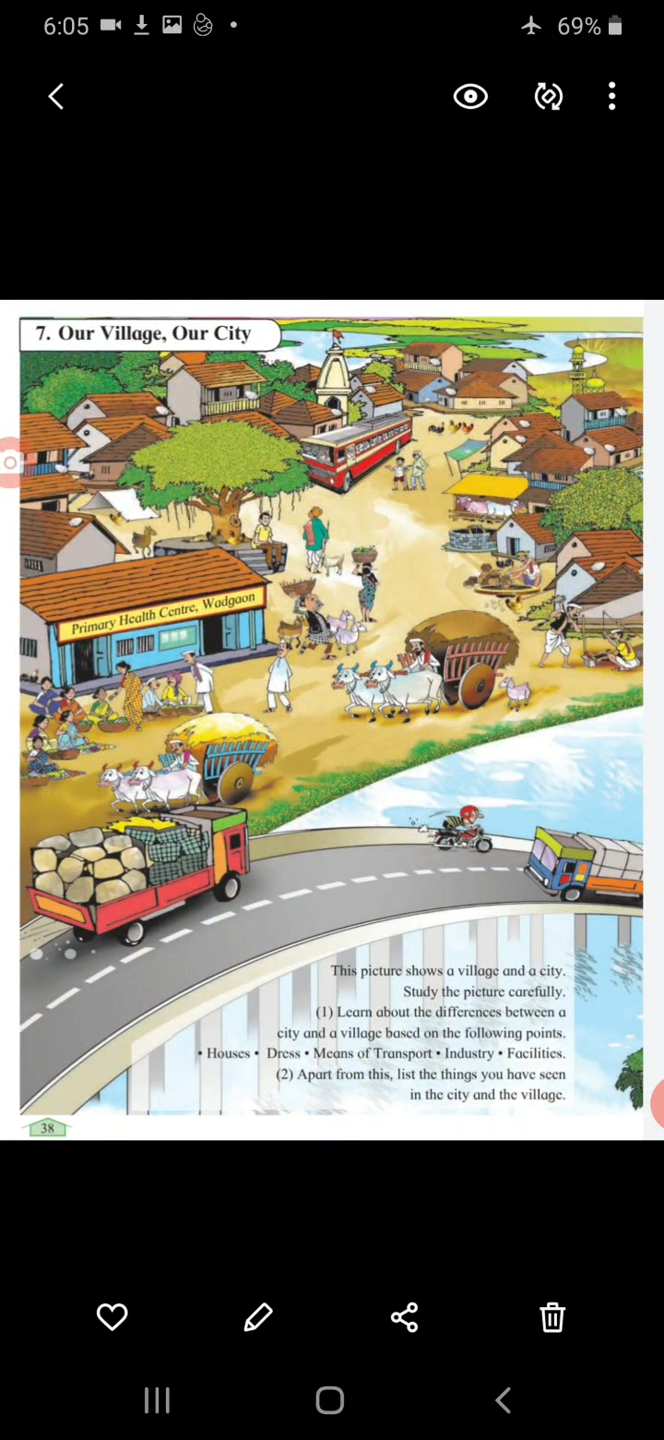 6:05
69%
7. Our Village, Our City
Primary Health Centre, Wadgaon
This picture shows a village and a city.
Study the picture carefully.
(1) Learn about the differences between a
city and a village based on the following points.
• Houses • Dress • Means of Transport • Industry • Facilities.
(2) Apart from this, list the things you have seen
in the city and the village.
38